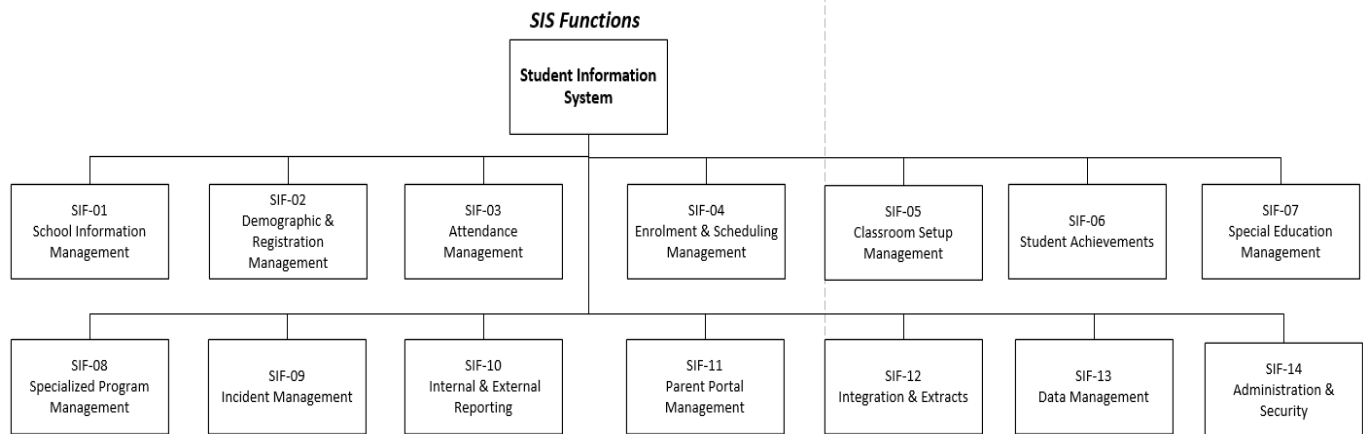 SIS Functions
Student Information
System
SIF-01
School Information
Management
SIF-02
Demographic &
Registration
Management
SIF-03
Attendance
Management
SIF-04
Enrolment & Scheduling
Management
SIF-05
Classroom Setup
Management
SIF-06
Student Achievements
SIF-07
Special Education
Management
SIF-08
Specialized Program
Management
SIF-09
Incident Management
SIF-10
Internal & External
Reporting
SIF-11
Parent Portal
Management
SIF-12
Integration & Extracts
SIF-13
Data Management
SIF-14
Administration &
Security